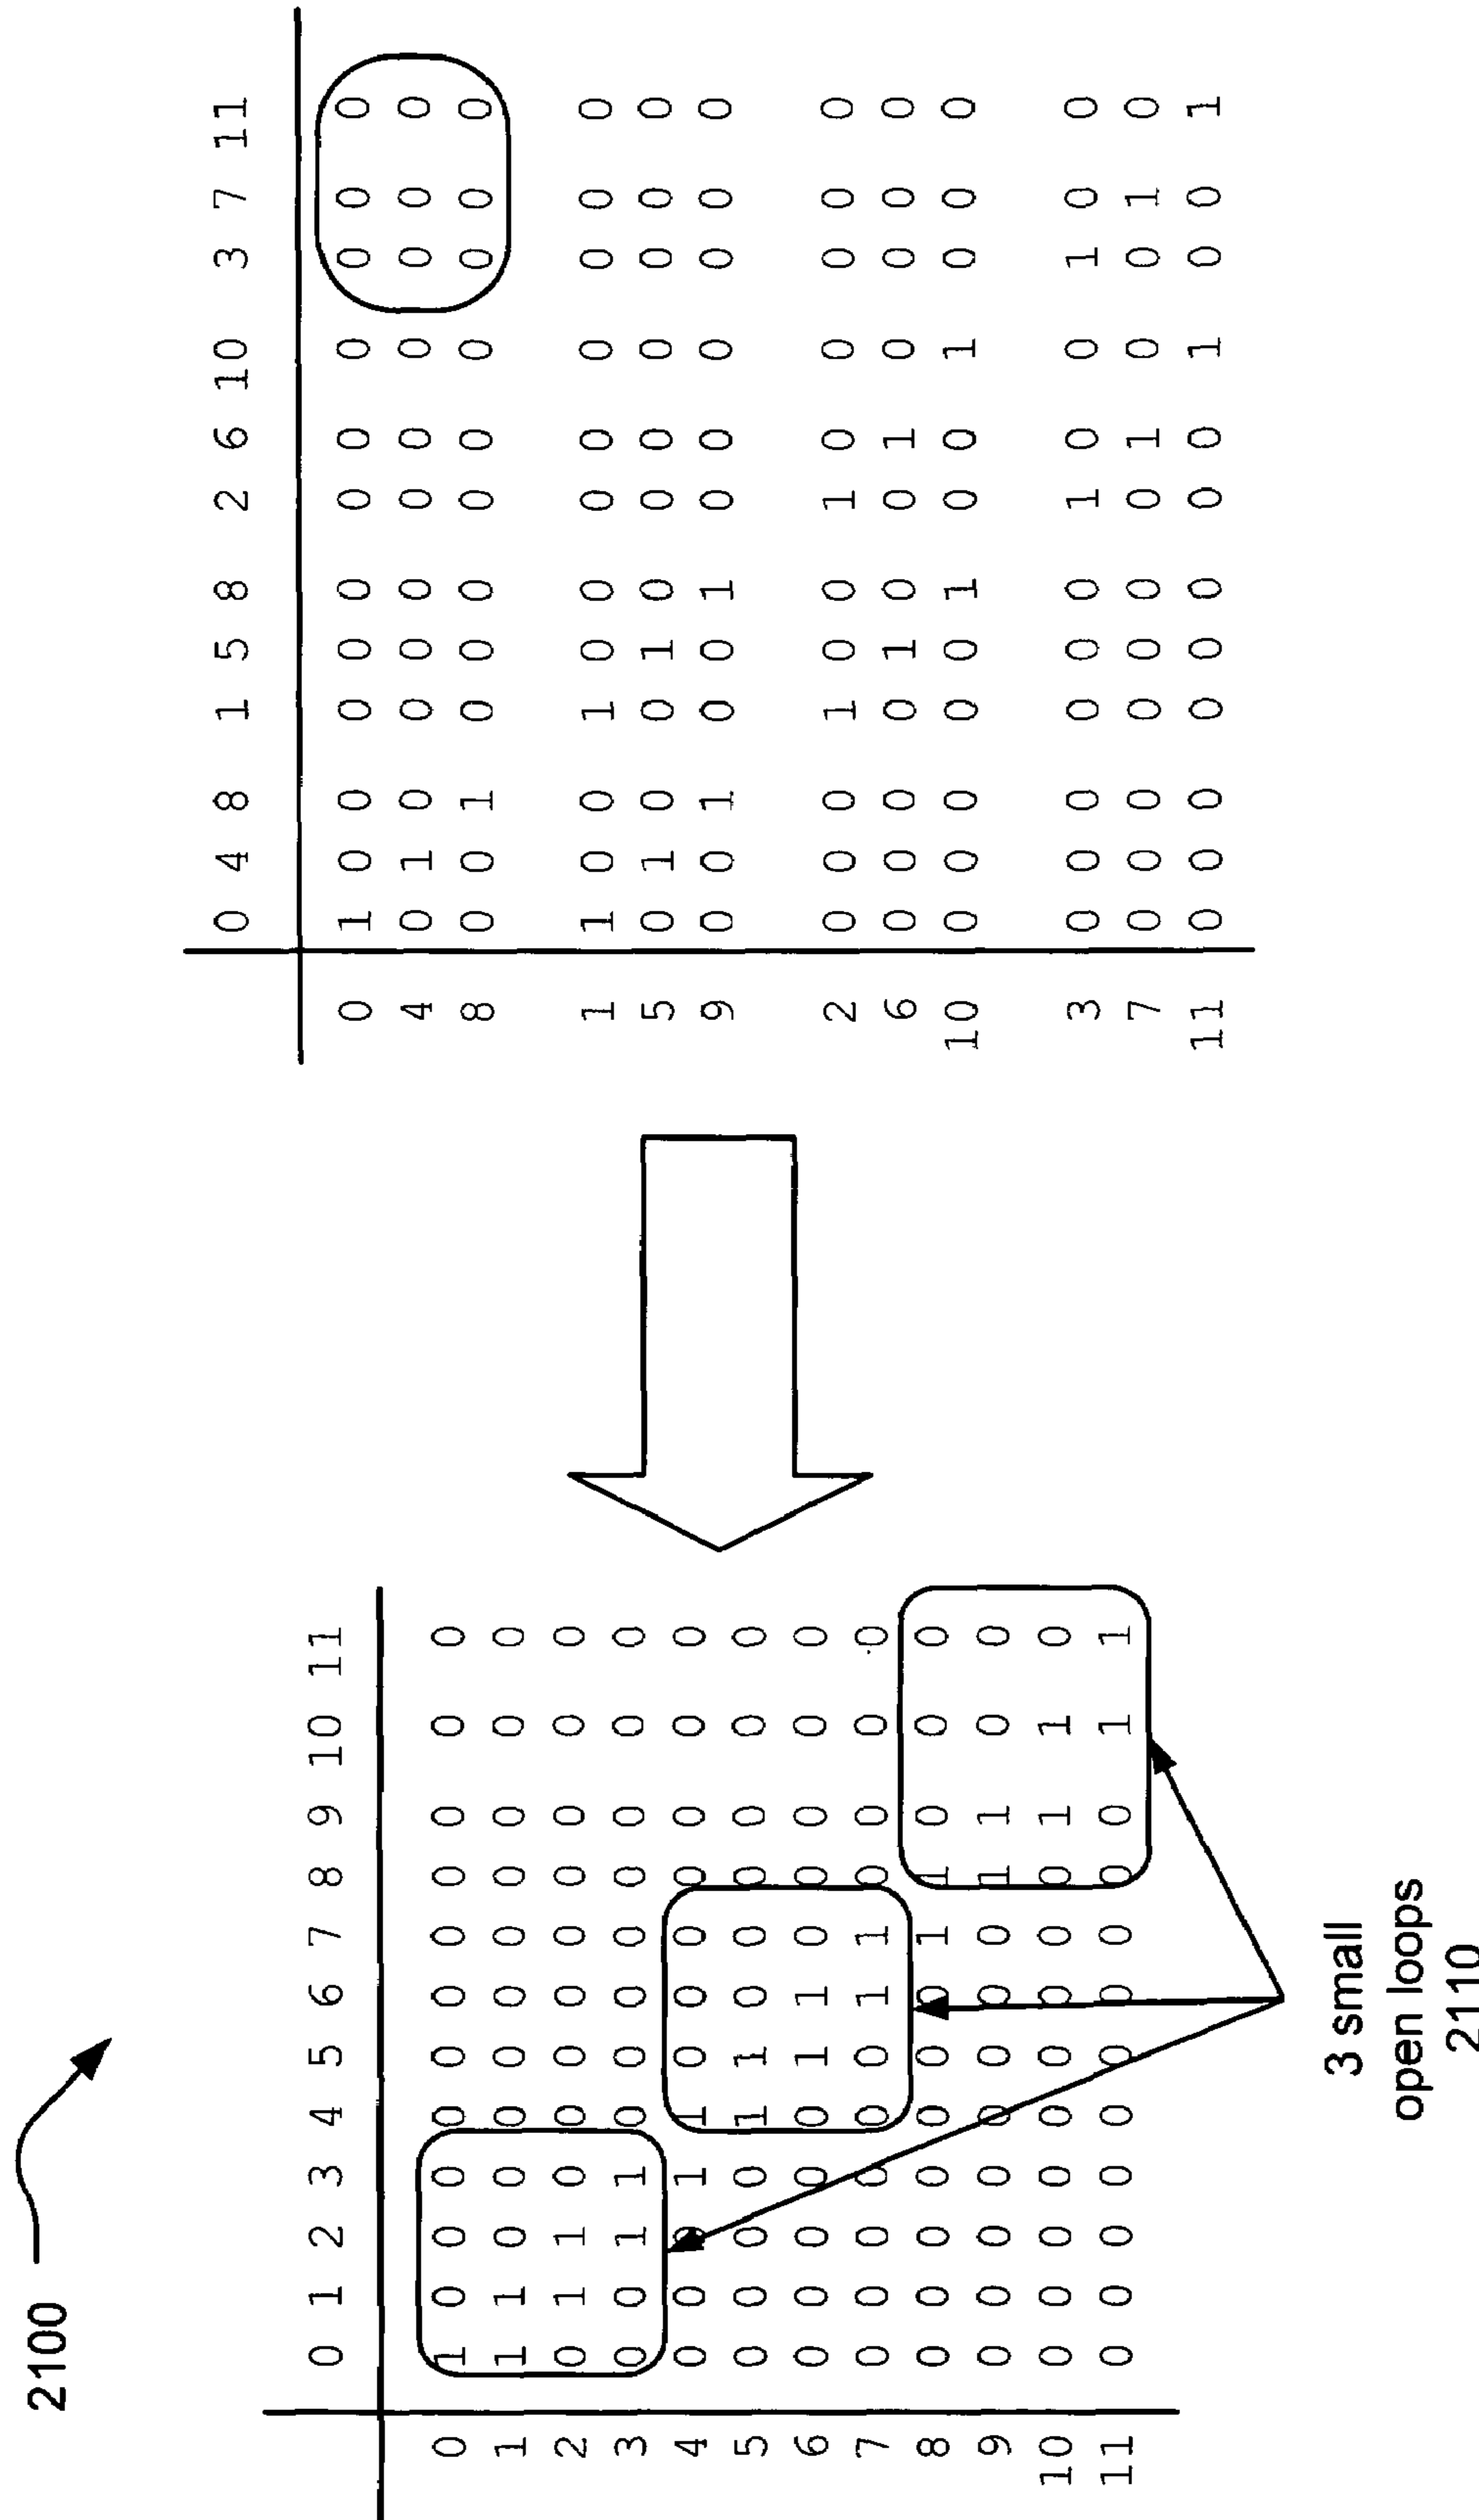 2100
0 1 2 3 4 5 6 7 8 9 10 11
0 1 0 0 0 0 0 0 0 0 0 0 0
1 1 1 0 0 0 0 0 0 0 0 0 0
2 0 1 1 0 0 0 0 0 0 0 0 0
3 0 0 1 1 0 0 0 0 0 0 0 0
4 0 0 0 1 1 0 0 0 0 0 0 0
5 0 0 0 0 1 1 0 0 0 0 0 0
6 0 0 0 0 0 1 1 0 0 0 0 0
7 0 0 0 0 0 0 1 1 0 0 0 0
8 0 0 0 0 0 0 0 1 1 0 0 0
9 0 0 0 0 0 0 0 0 1 1 0 0
10 0 0 0 0 0 0 0 0 0 1 1 0
11 0 0 0 0 0 0 0 0 0 0 1 1
3 small
open loops
2110
0 4 8 1 5 8 2 6 10 3 7 11
0 1 0 0 0 0 0 0 0 0 0 0 0
4 0 1 0 0 0 0 0 0 0 0 0 0
8 0 0 1 0 0 0 0 0 0 0 0 0
1 1 0 0 1 0 0 0 0 0 0 0 0
5 0 1 0 0 1 0 0 0 0 0 0 0
9 0 0 1 0 0 1 0 0 0 0 0 0
2 0 0 0 1 0 0 1 0 0 0 0 0
6 0 0 0 0 1 0 0 1 0 0 0 0
10 0 0 0 0 0 1 0 0 1 0 0 0
3 0 0 0 0 0 0 1 0 0 1 0 0
7 0 0 0 0 0 0 0 1 0 0 1 0
11 0 0 0 0 0 0 0 0 1 0 0 1